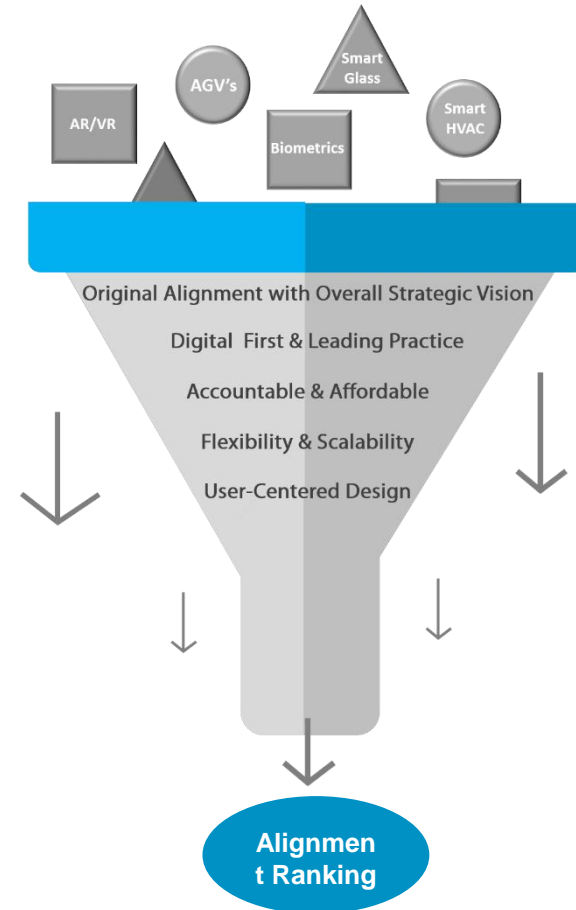 Smart
Glass
AGV's
Smart
HVAC
AR/VR
Biometrics
Original Alignment with Overall Strategic Vision
Digital First & Leading Practice
Accountable & Affordable
Flexibility & Scalability
User-Centered Design
Alignmen
t Ranking